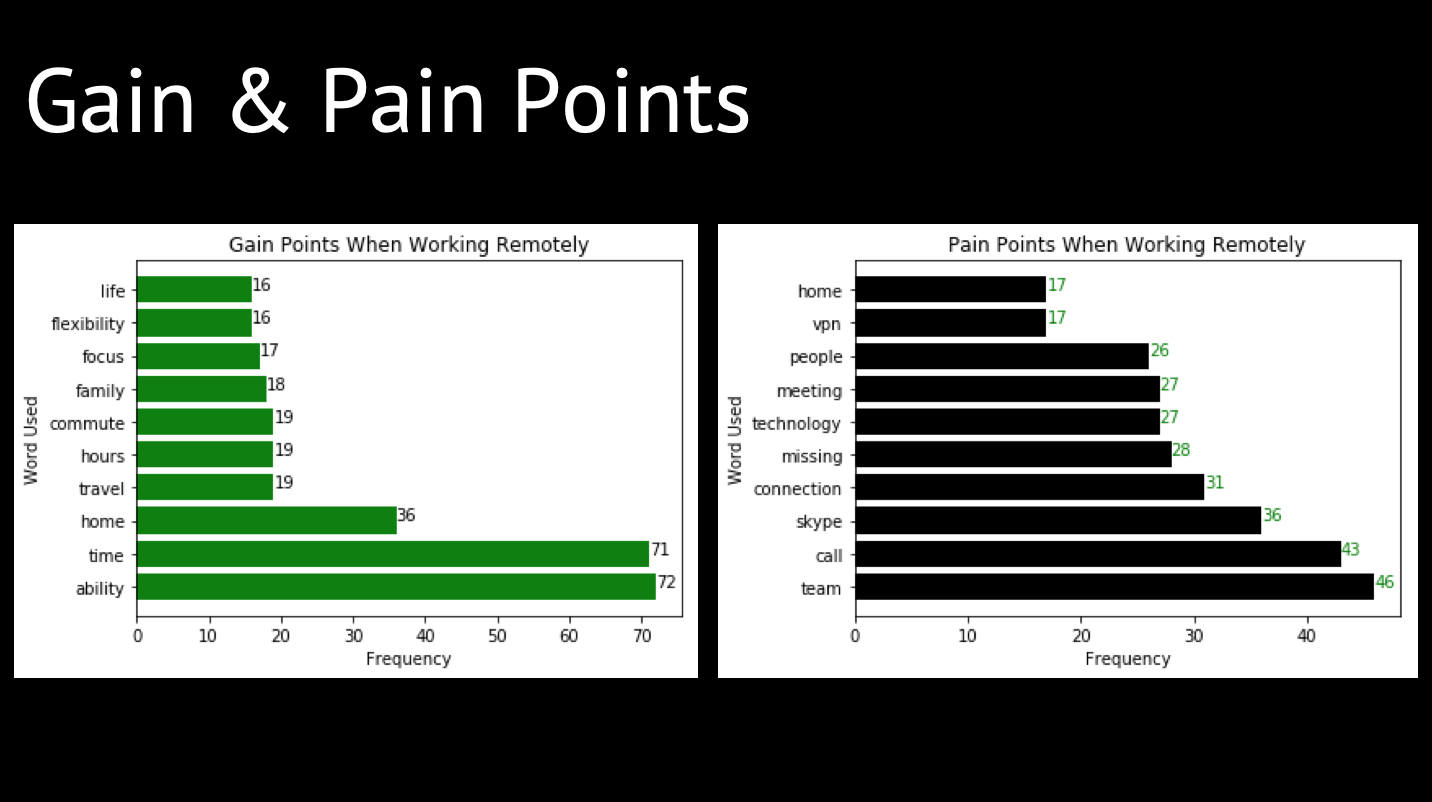 Gain & Pain Points
Gain Points When Working Remotely
Word Used
life 16
flexibility 16
focus 17
family 18
commute 19
hours 19
travel 19
home 36
time 71
ability 72
0 10 20 30 40 50 60 70
Frequency
Pain Points When Working Remotely
Word Used
home 17
vpn 17
people 26
meeting 27
technology 27
missing 28
connection 31
skype 36
call 43
team 46
0 10 20 30 40
Frequency